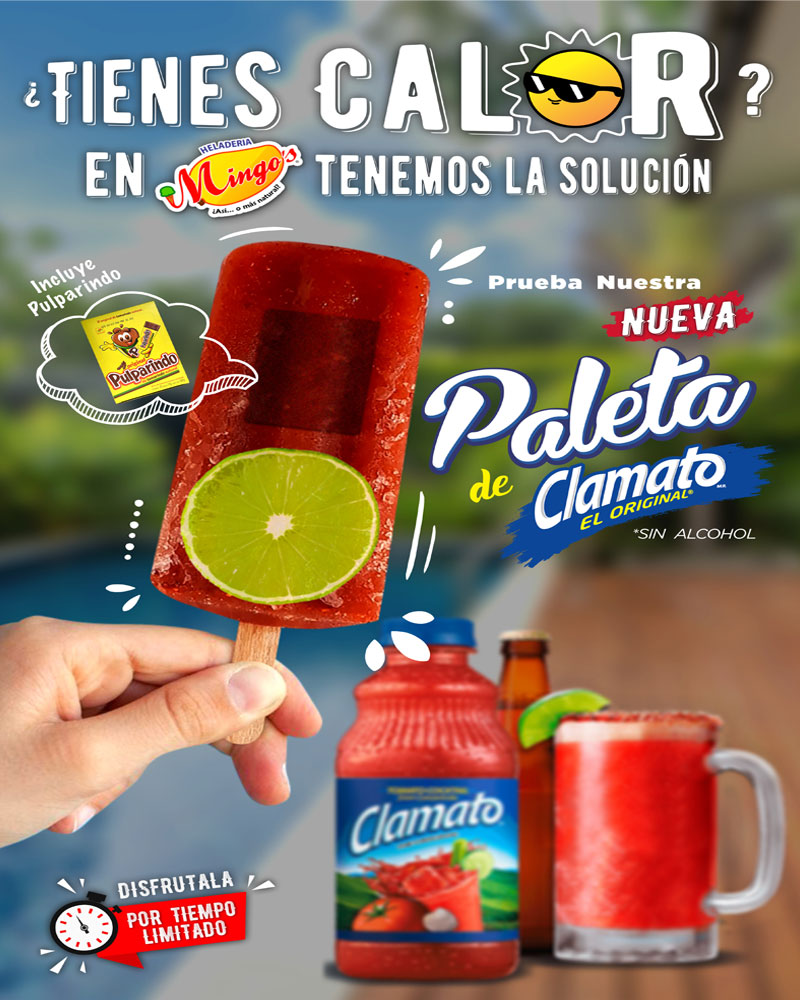 ¿TIENES CALOR?
EN HELADERIA Mingo's TENEMOS LA SOLUCIÓN
¡Así... o más natural!
Incluye
Pulparindo
Pulparindo
Prueba Nuestra
NUEVA
Paleta
de Clamato
EL ORIGINAL®
*SIN ALCOHOL
Clamato
DISFRUTALA
POR TIEMPO
LIMITADO